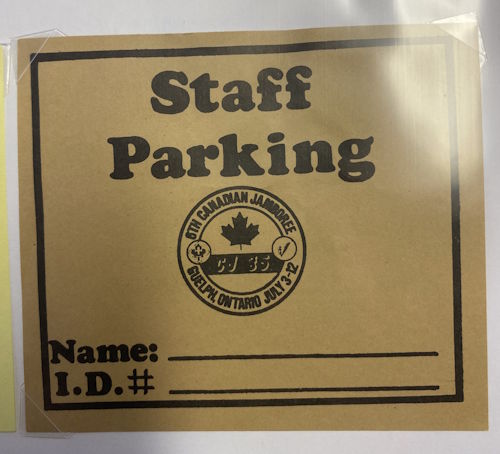 Staff
Parking
6TH CANADIAN JAMBOREE
CJ 85
GUELPH, ONTARIO JULY 3-12
Name:
I.D.#